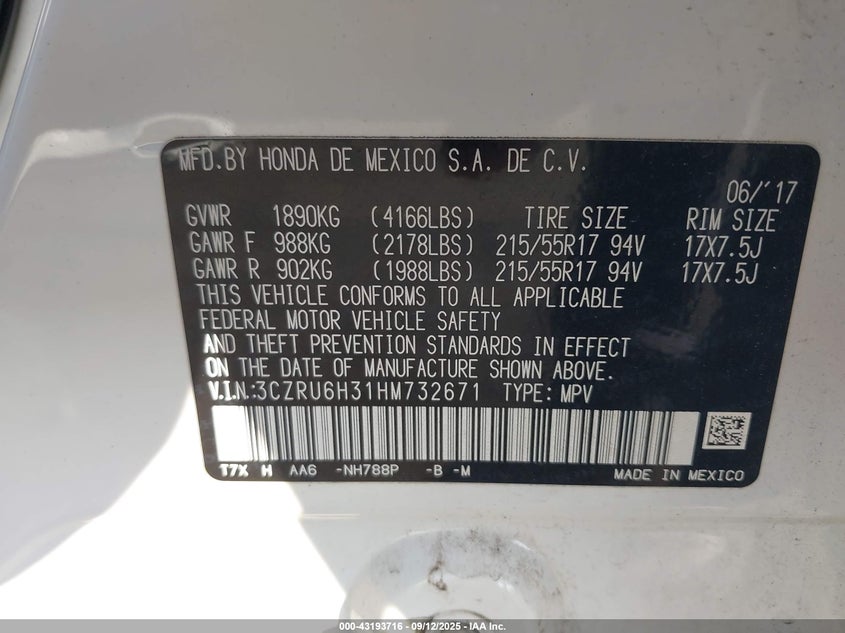 MFD.BY HONDA DE MEXICO S.A. DE C.V.
06/'17
GVWR 1890KG (4166LBS) TIRE SIZE RIM SIZE
GAWR F 988KG (2178LBS) 215/55R17 94V 17X7.5J
GAWR R 902KG (1988LBS) 215/55R17 94V 17X7.5J
THIS VEHICLE CONFORMS TO ALL APPLICABLE
FEDERAL MOTOR VEHICLE SAFETY
AND THEFT PREVENTION STANDARDS IN EFFECT
ON THE DATE OF MANUFACTURE SHOWN ABOVE.
V.I.N.:3CZRU6H31HM732671 TYPE: MPV
T7X H AA6 -NH788P -B -M MADE IN MEXICO
000-43193716 - 09/12/2025 - IAA Inc.